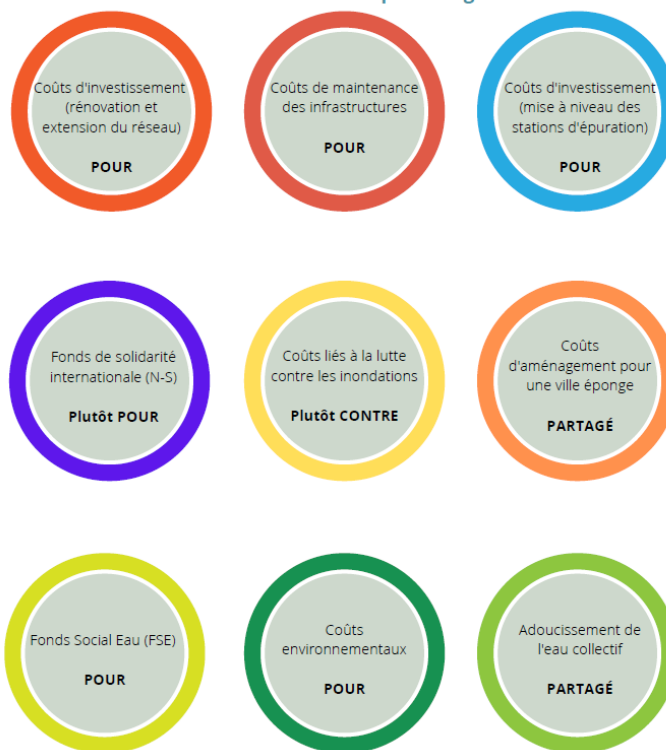 Coûts d'investissement
(rénovation et
extension du réseau)
POUR
Coûts de maintenance
des infrastructures
POUR
Coûts d'investissement
(mise à niveau des
stations d'épuration)
POUR
Fonds de solidarité
internationale (N-S)
Plutôt POUR
Coûts liés à la lutte
contre les inondations
Plutôt CONTRE
Coûts
d'aménagement pour
une ville éponge
PARTAGÉ
Fonds Social Eau (FSE)
POUR
Coûts
environnementaux
POUR
Adoucissement de
l'eau collectif
PARTAGÉ